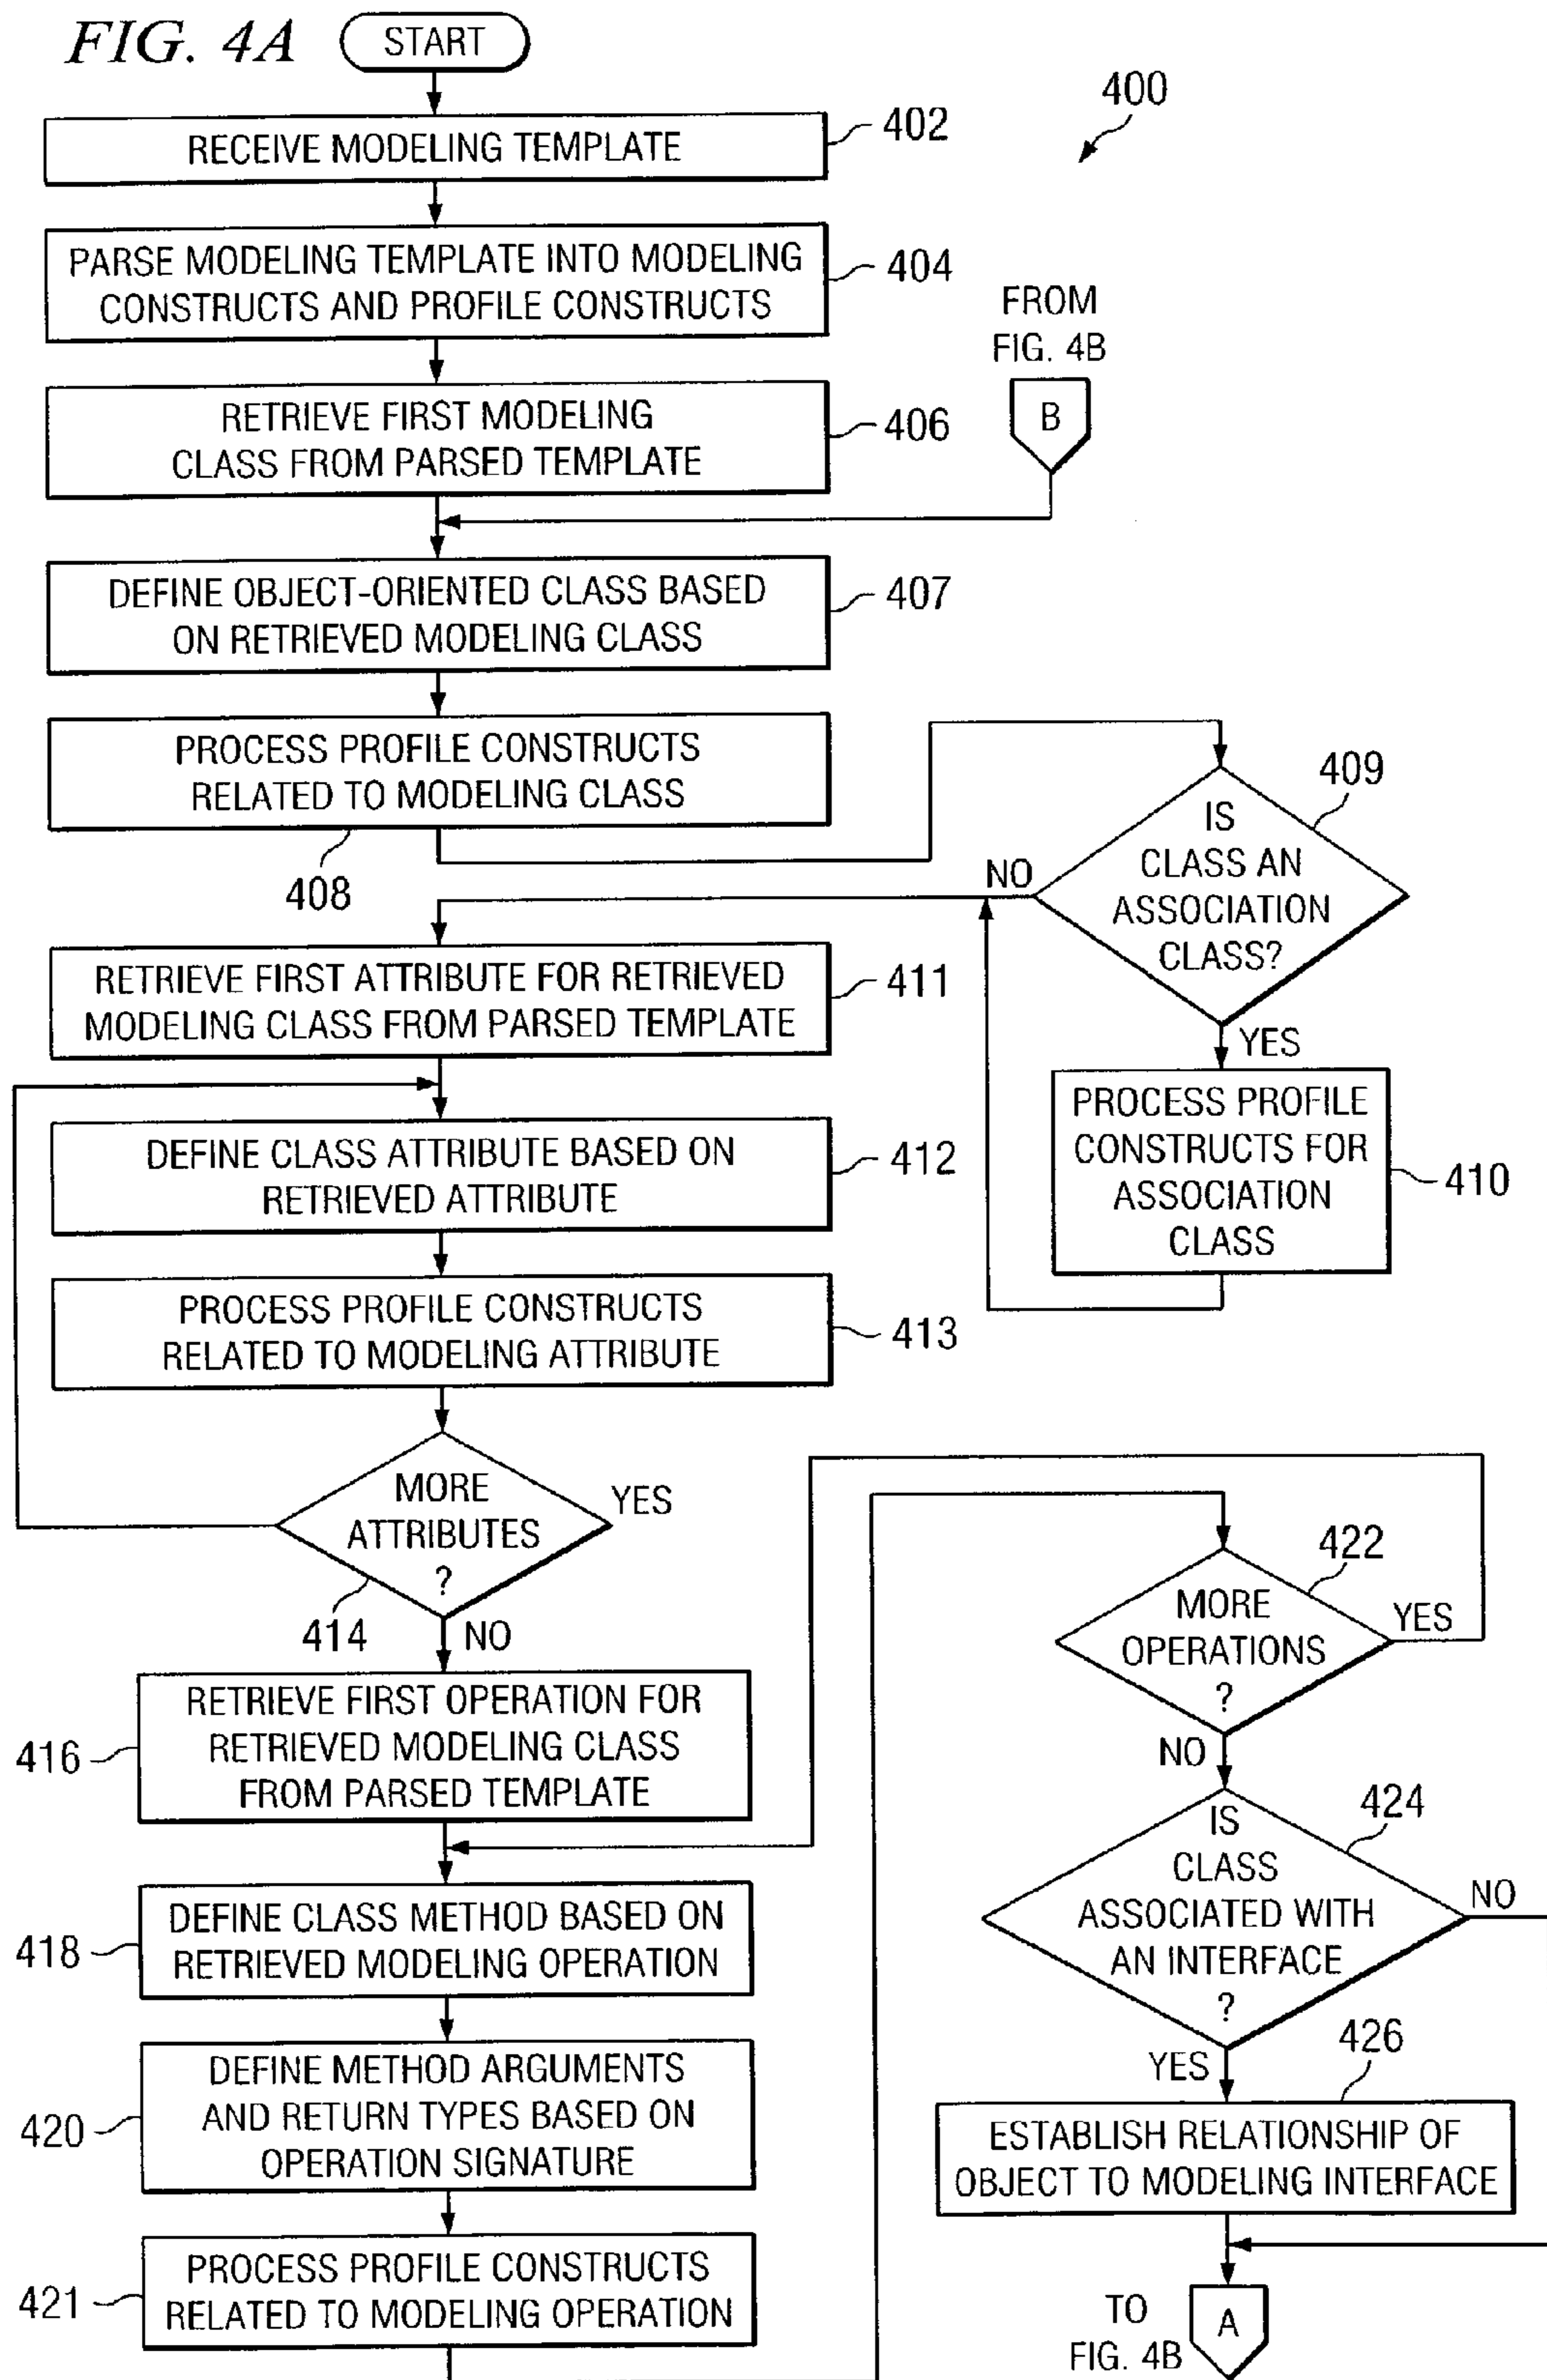 FIG. 4A
START
400
RECEIVE MODELING TEMPLATE
402
PARSE MODELING TEMPLATE INTO MODELING
CONSTRUCTS AND PROFILE CONSTRUCTS
404
FROM
FIG. 4B
B
RETRIEVE FIRST MODELING
CLASS FROM PARSED TEMPLATE
406
DEFINE OBJECT-ORIENTED CLASS BASED
ON RETRIEVED MODELING CLASS
407
PROCESS PROFILE CONSTRUCTS
RELATED TO MODELING CLASS
408
IS
CLASS AN
ASSOCIATION
CLASS?
409
NO
YES
PROCESS PROFILE
CONSTRUCTS FOR
ASSOCIATION
CLASS
410
RETRIEVE FIRST ATTRIBUTE FOR RETRIEVED
MODELING CLASS FROM PARSED TEMPLATE
411
DEFINE CLASS ATTRIBUTE BASED ON
RETRIEVED ATTRIBUTE
412
PROCESS PROFILE CONSTRUCTS
RELATED TO MODELING ATTRIBUTE
413
MORE
ATTRIBUTES
?
YES
414
NO
RETRIEVE FIRST OPERATION FOR
RETRIEVED MODELING CLASS
FROM PARSED TEMPLATE
416
DEFINE CLASS METHOD BASED ON
RETRIEVED MODELING OPERATION
418
DEFINE METHOD ARGUMENTS
AND RETURN TYPES BASED ON
OPERATION SIGNATURE
420
PROCESS PROFILE CONSTRUCTS
RELATED TO MODELING OPERATION
421
MORE
OPERATIONS
?
422
YES
NO
IS
CLASS
ASSOCIATED WITH
AN INTERFACE
?
424
NO
YES
426
ESTABLISH RELATIONSHIP OF
OBJECT TO MODELING INTERFACE
TO
FIG. 4B
A